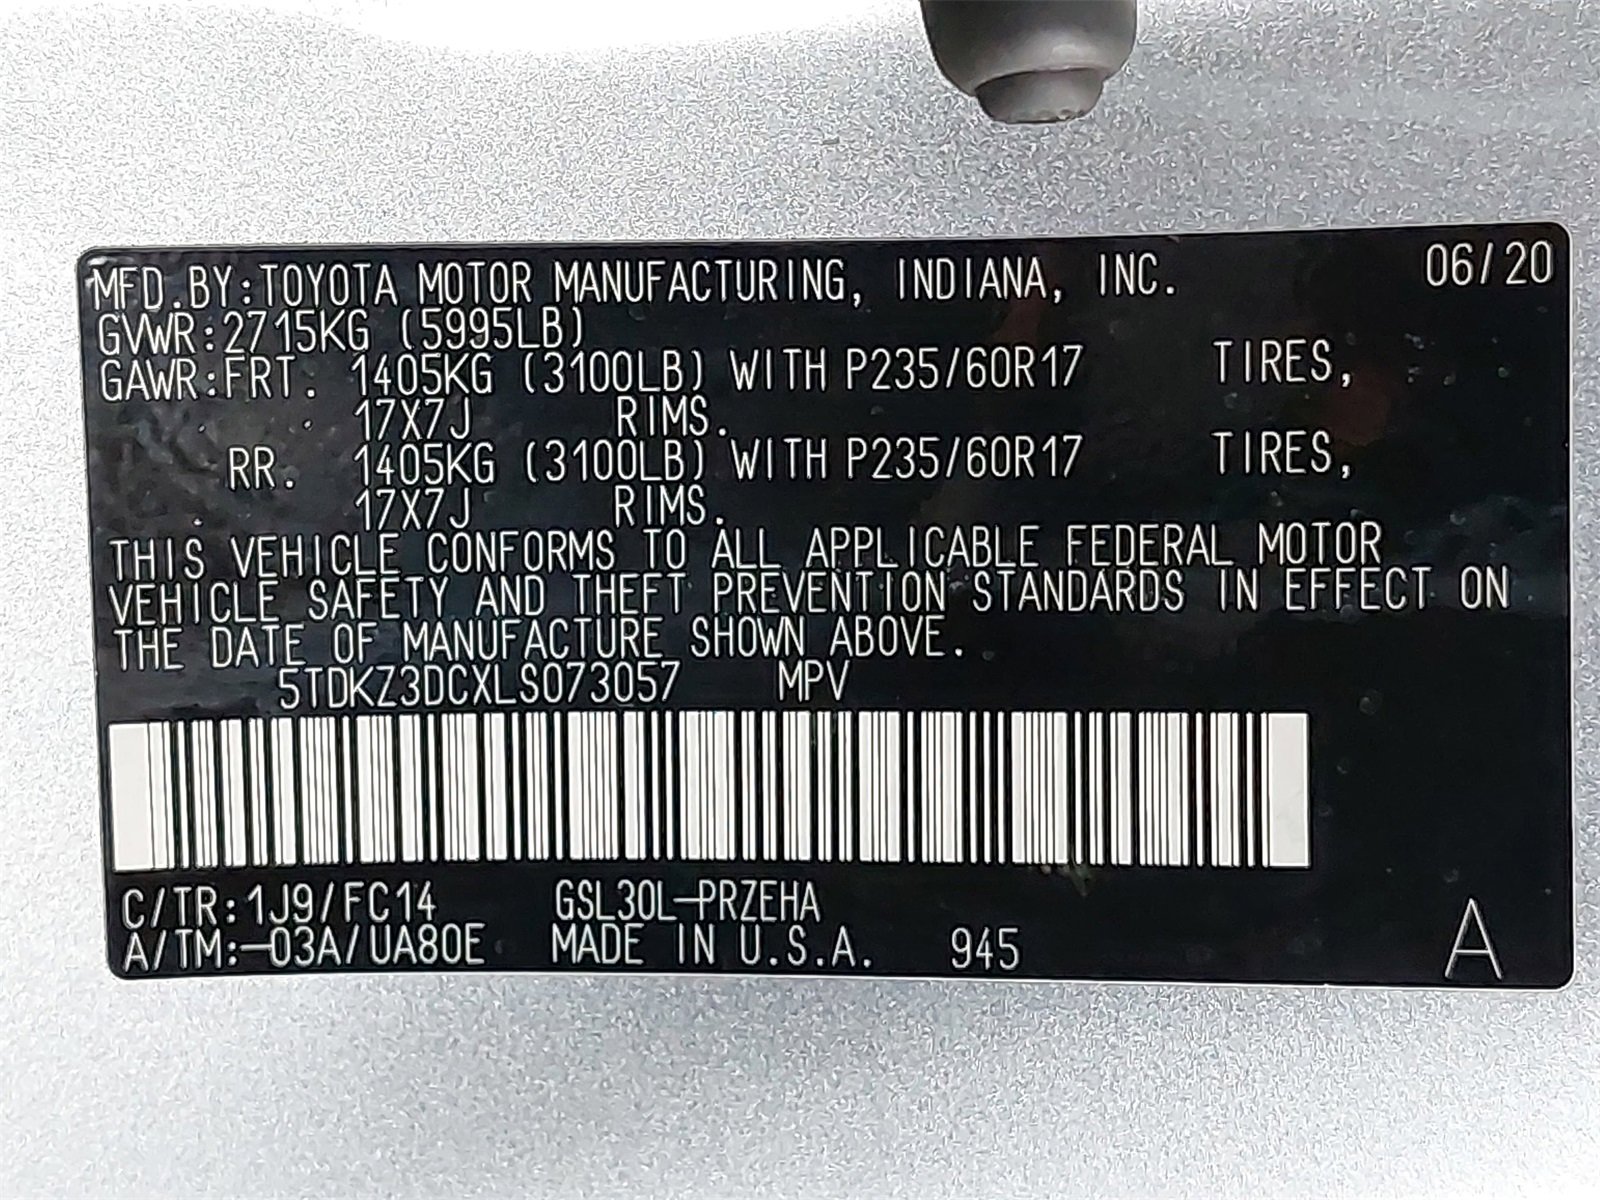 MFD.BY:TOYOTA MOTOR MANUFACTURING, INDIANA, INC. 06/20
GVWR:2715KG (5995LB)
GAWR:FRT. 1405KG (3100LB) WITH P235/60R17 TIRES,
17X7J RIMS.
RR. 1405KG (3100LB) WITH P235/60R17 TIRES,
17X7J RIMS.
THIS VEHICLE CONFORMS TO ALL APPLICABLE FEDERAL MOTOR
VEHICLE SAFETY AND THEFT PREVENTION STANDARDS IN EFFECT ON
THE DATE OF MANUFACTURE SHOWN ABOVE.
5TDKZ3DCXLS073057 MPV
C/TR:1J9/FC14 GSL30L-PRZEHA
A/TM:-03A/UA80E MADE IN U.S.A. 945 A